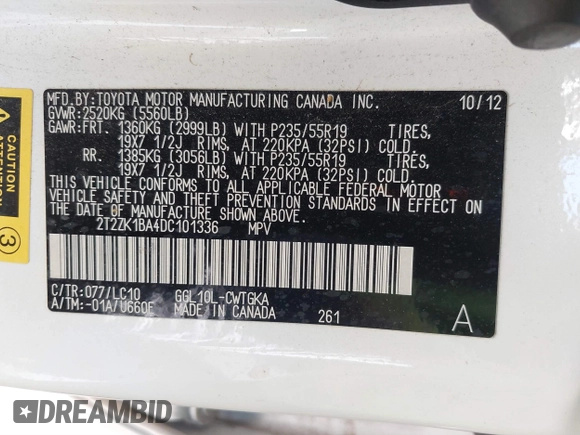 MFD.BY:TOYOTA MOTOR MANUFACTURING CANADA INC. 10/12
GVWR:2520KG (5560LB)
GAWR:FRT. 1360KG (2999LB) WITH P235/55R19 TIRES,
19X7 1/2J RIMS, AT 220KPA (32PSI) COLD.
RR. 1385KG (3056LB) WITH P235/55R19 TIRES,
19X7 1/2J RIMS, AT 220KPA (32PSI) COLD.
THIS VEHICLE CONFORMS TO ALL APPLICABLE FEDERAL MOTOR
VEHICLE SAFETY AND THEFT PREVENTION STANDARDS IN EFFECT ON
THE DATE OF MANUFACTURE SHOWN ABOVE.
2T2ZK1BA4DC101336 MPV
C/TR:077/LC10 GGL10L-CWTGKA
A/TM:-01A/U660E MADE IN CANADA 261 A
CAUTION
ATTENTION
3
DREAMBID